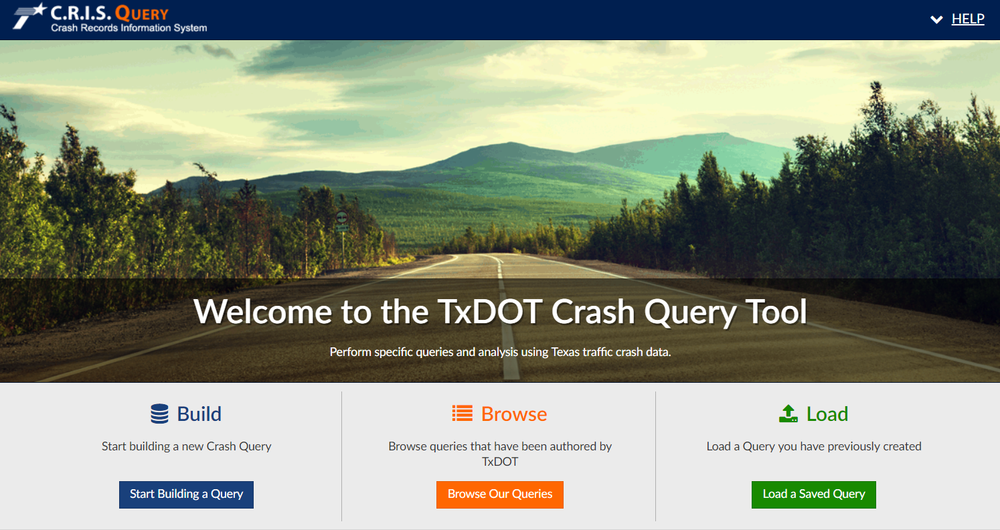 C.R.I.S. QUERY
Crash Records Information System
HELP
Welcome to the TxDOT Crash Query Tool
Perform specific queries and analysis using Texas traffic crash data.
Build
Start building a new Crash Query
Start Building a Query
Browse
Browse queries that have been authored by
TxDOT
Browse Our Queries
Load
Load a Query you have previously created
Load a Saved Query